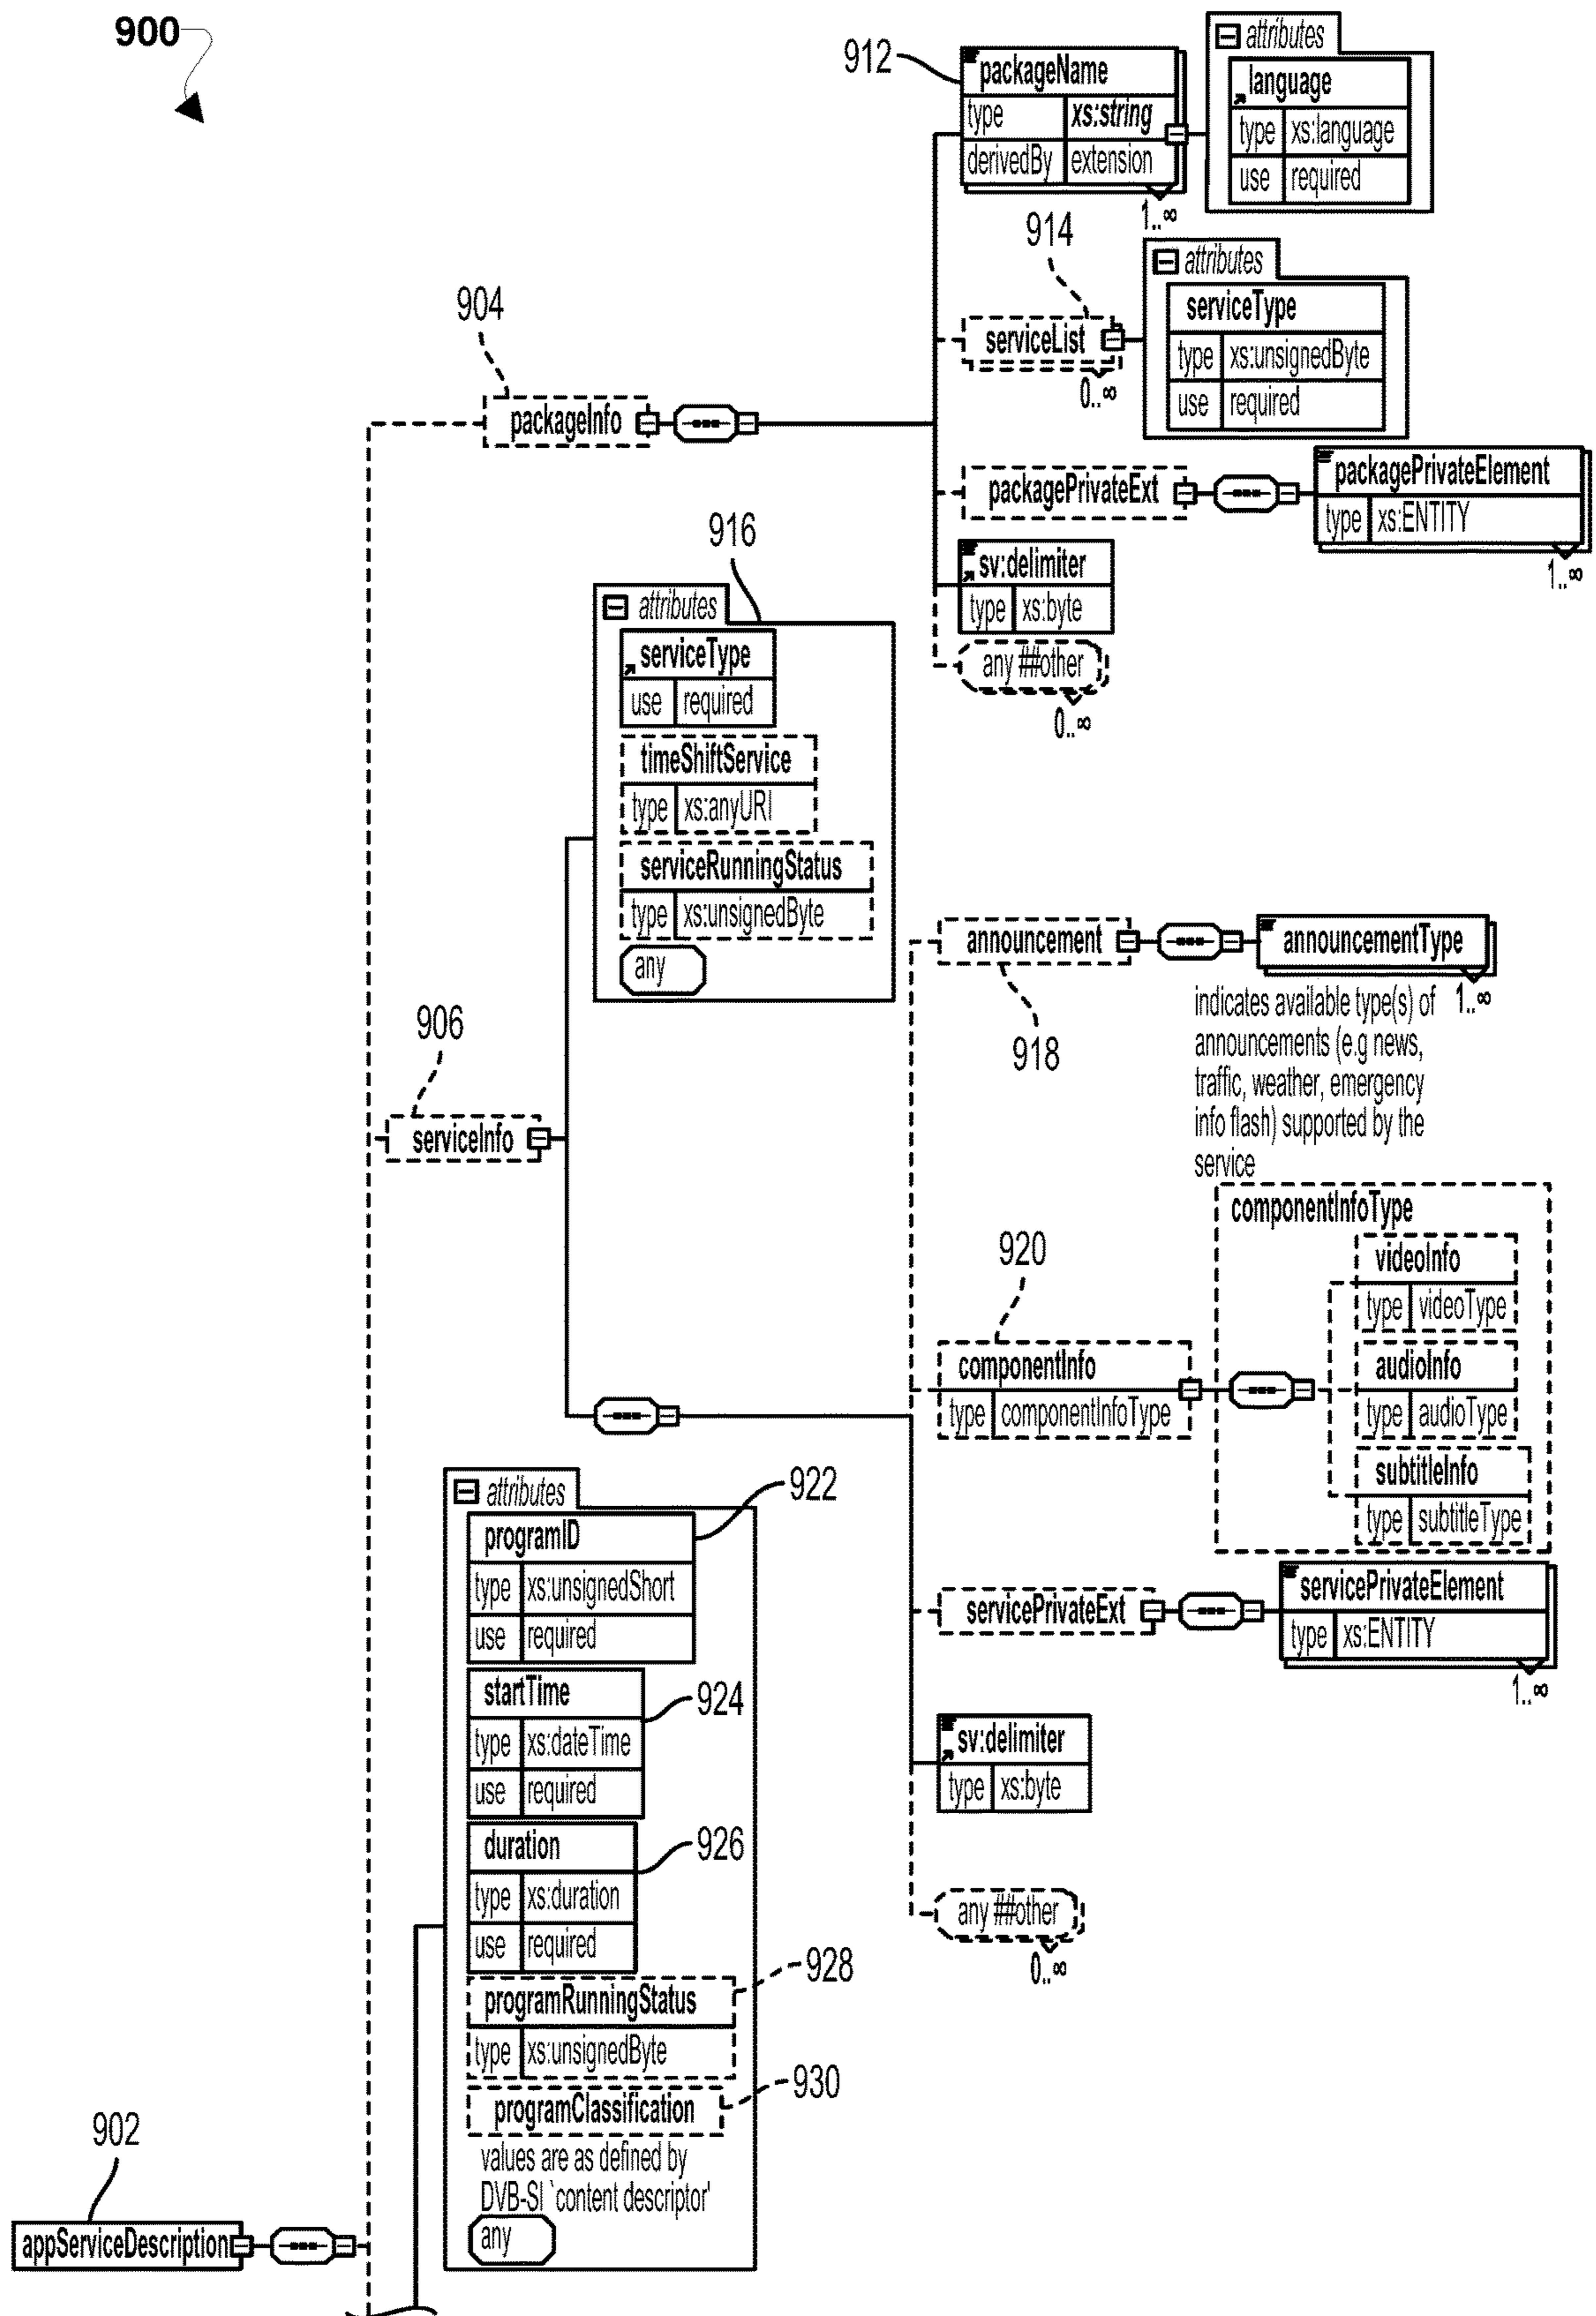 900
912
packageName
type xs:string
derivedBy extension
1..∞
attributes
language
type xs:language
use required
914
serviceList
0..∞
attributes
serviceType
type xs:unsignedByte
use required
904
packageInfo
packagePrivateExt
packagePrivateElement
type xs:ENTITY
1..∞
sv:delimiter
type xs:byte
any ##other
0..∞
916
attributes
serviceType
use required
timeShiftService
type xs:anyURI
serviceRunningStatus
type xs:unsignedByte
any
906
serviceInfo
announcement
918
announcementType
1..∞
indicates available type(s) of
announcements (e.g news,
traffic, weather, emergency
info flash) supported by the
service
920
componentInfo
type componentInfoType
componentInfoType
videoInfo
type videoType
audioInfo
type audioType
subtitleInfo
type subtitleType
servicePrivateExt
servicePrivateElement
type xs:ENTITY
1..∞
sv:delimiter
type xs:byte
any ##other
0..∞
attributes
922
programID
type xs:unsignedShort
use required
924
startTime
type xs:dateTime
use required
926
duration
type xs:duration
use required
928
programRunningStatus
type xs:unsignedByte
930
programClassification
values are as defined by
DVB-SI `content descriptor'
any
902
appServiceDescription